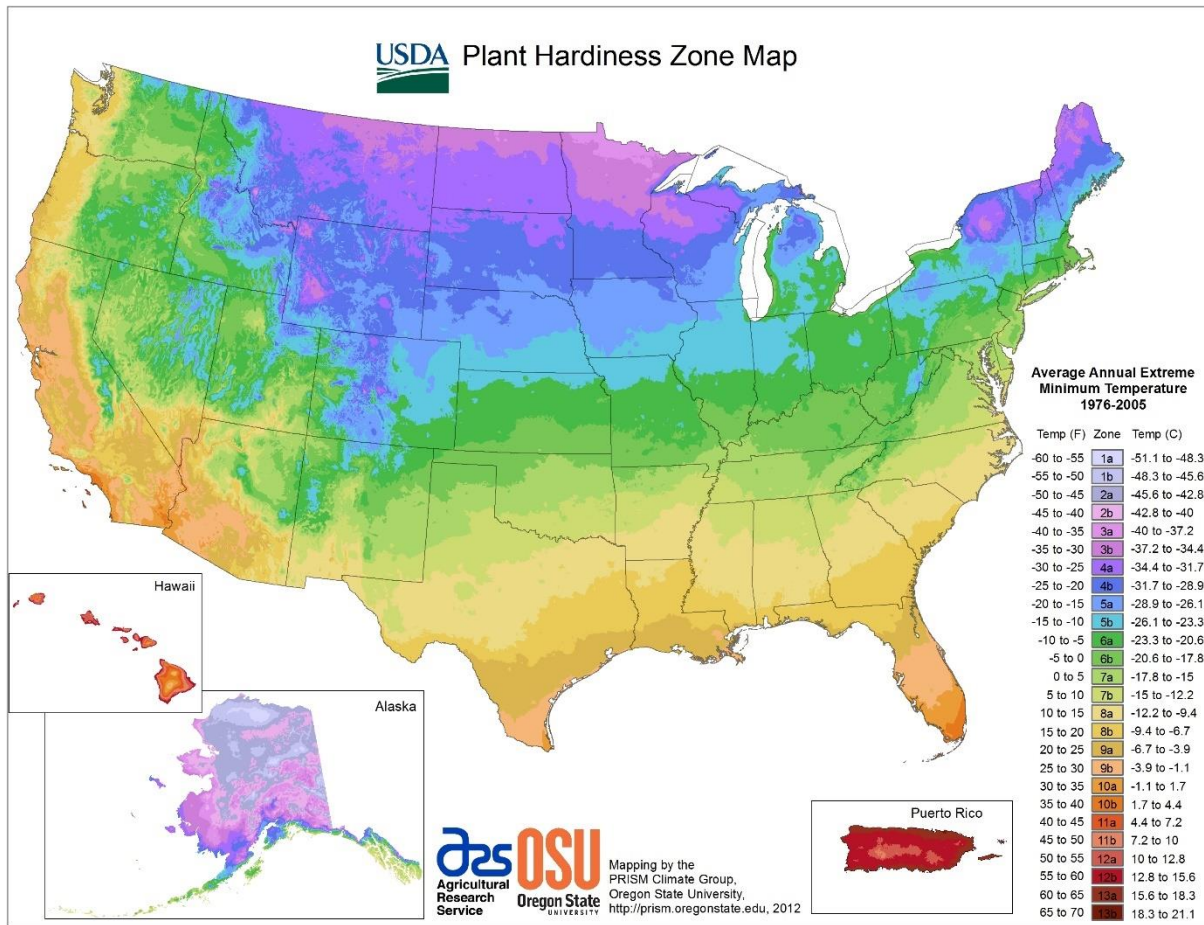 USDA Plant Hardiness Zone Map
Average Annual Extreme
Minimum Temperature
1976-2005
Temp (F) Zone Temp (C)
-60 to -55 1a -51.1 to -48.3
-55 to -50 1b -48.3 to -45.6
-50 to -45 2a -45.6 to -42.8
-45 to -40 2b -42.8 to -40
-40 to -35 3a -40 to -37.2
-35 to -30 3b -37.2 to -34.4
-30 to -25 4a -34.4 to -31.7
-25 to -20 4b -31.7 to -28.9
-20 to -15 5a -28.9 to -26.1
-15 to -10 5b -26.1 to -23.3
-10 to -5 6a -23.3 to -20.6
-5 to 0 6b -20.6 to -17.8
0 to 5 7a -17.8 to -15
5 to 10 7b -15 to -12.2
10 to 15 8a -12.2 to -9.4
15 to 20 8b -9.4 to -6.7
20 to 25 9a -6.7 to -3.9
25 to 30 9b -3.9 to -1.1
30 to 35 10a -1.1 to 1.7
35 to 40 10b 1.7 to 4.4
40 to 45 11a 4.4 to 7.2
45 to 50 11b 7.2 to 10
50 to 55 12a 10 to 12.8
55 to 60 12b 12.8 to 15.6
60 to 65 13a 15.6 to 18.3
65 to 70 13b 18.3 to 21.1
Hawaii
Alaska
ars
Agricultural
Research
Service
OSU
Oregon State
UNIVERSITY
Mapping by the
PRISM Climate Group,
Oregon State University,
http://prism.oregonstate.edu, 2012
Puerto Rico